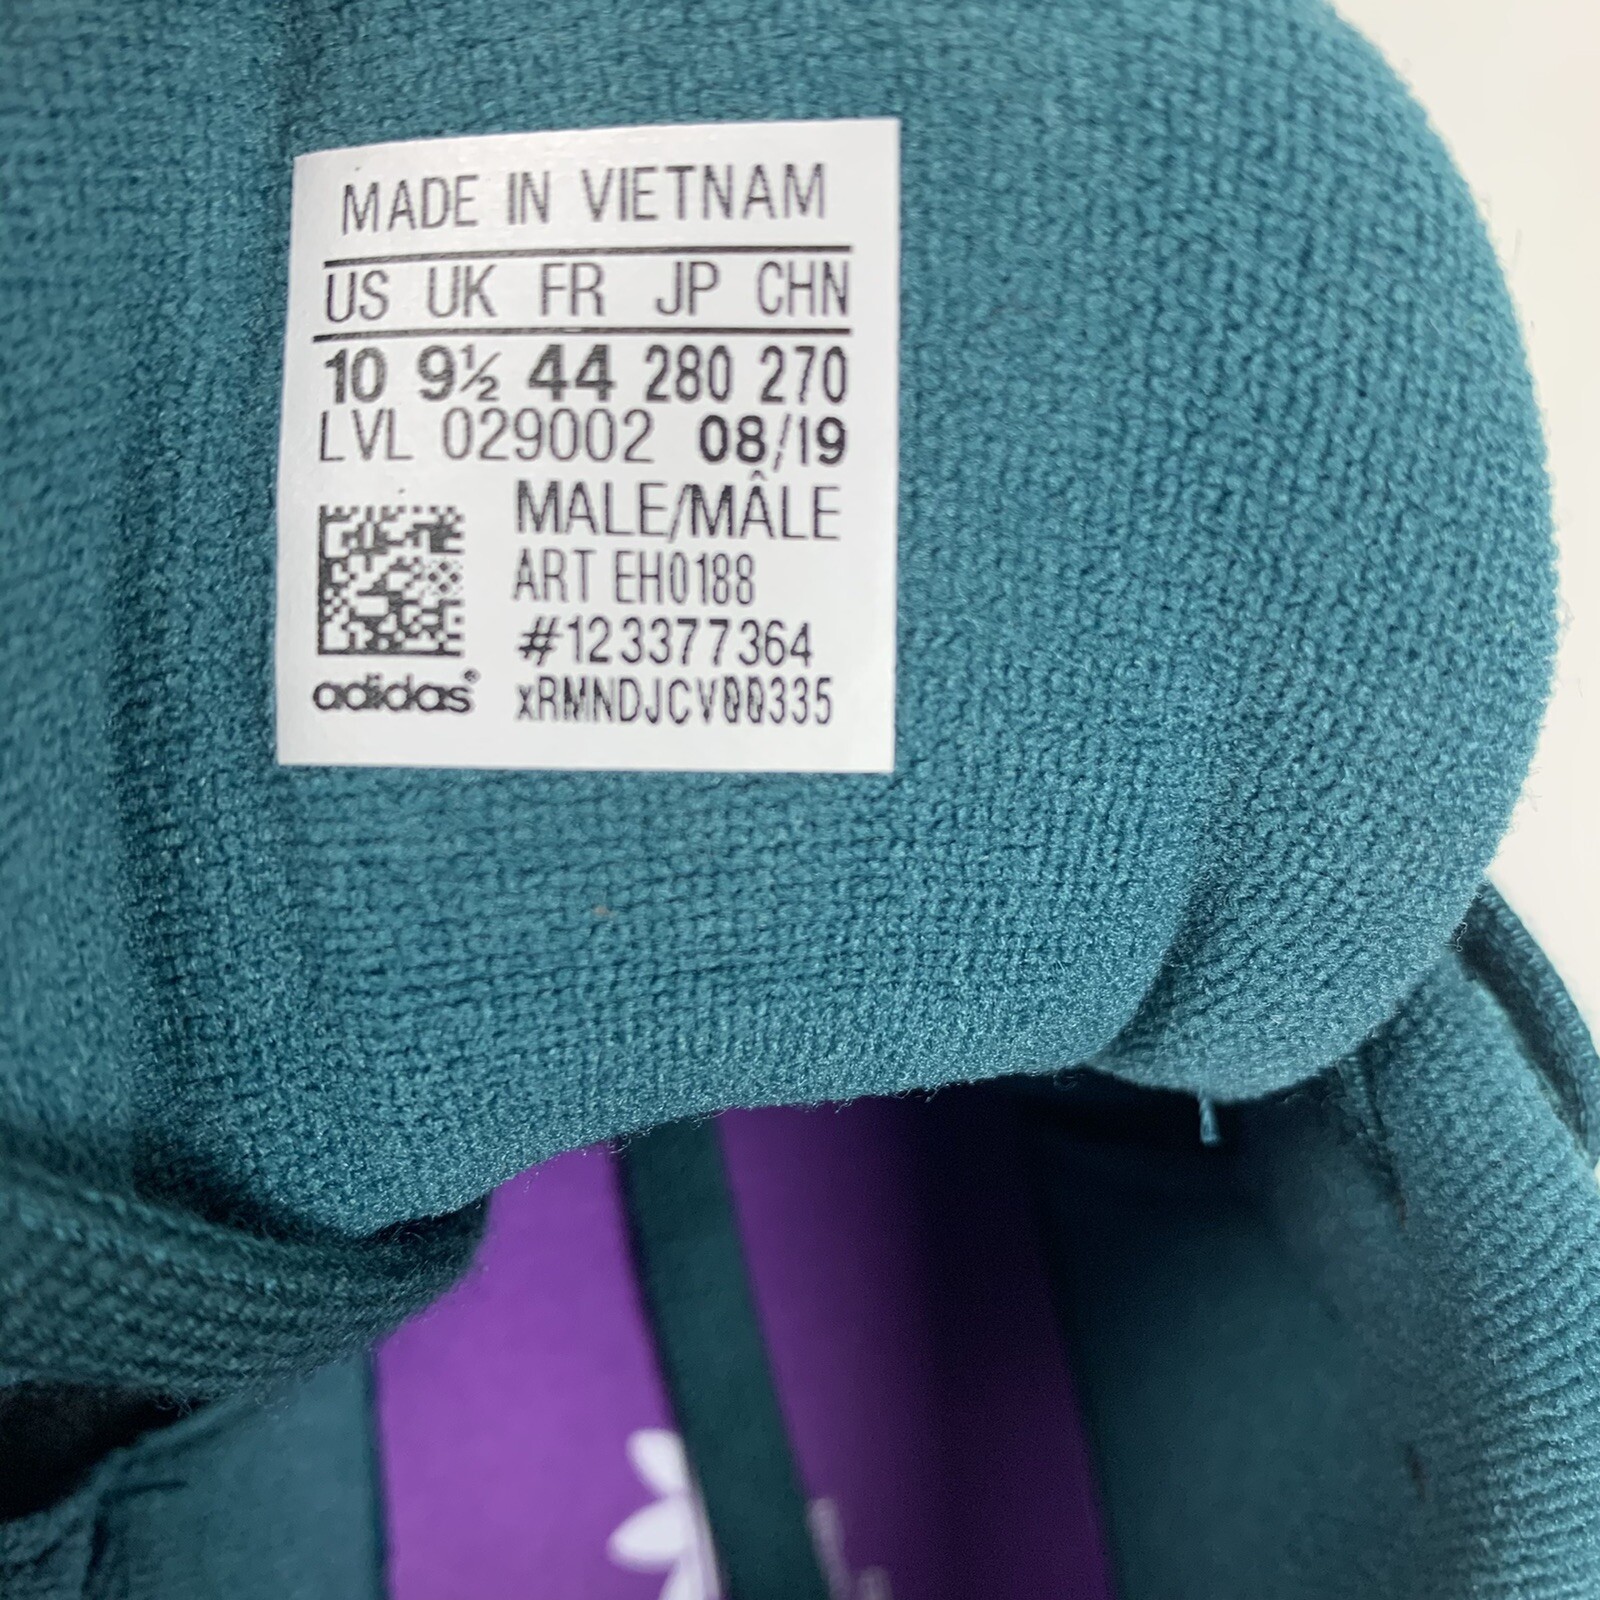 MADE IN VIETNAM
US UK FR JP CHN
10 9½ 44 280 270
LVL 029002 08/19
MALE/MÂLE
ART EH0188
#123377364
adidas® xRMNDJCV00335